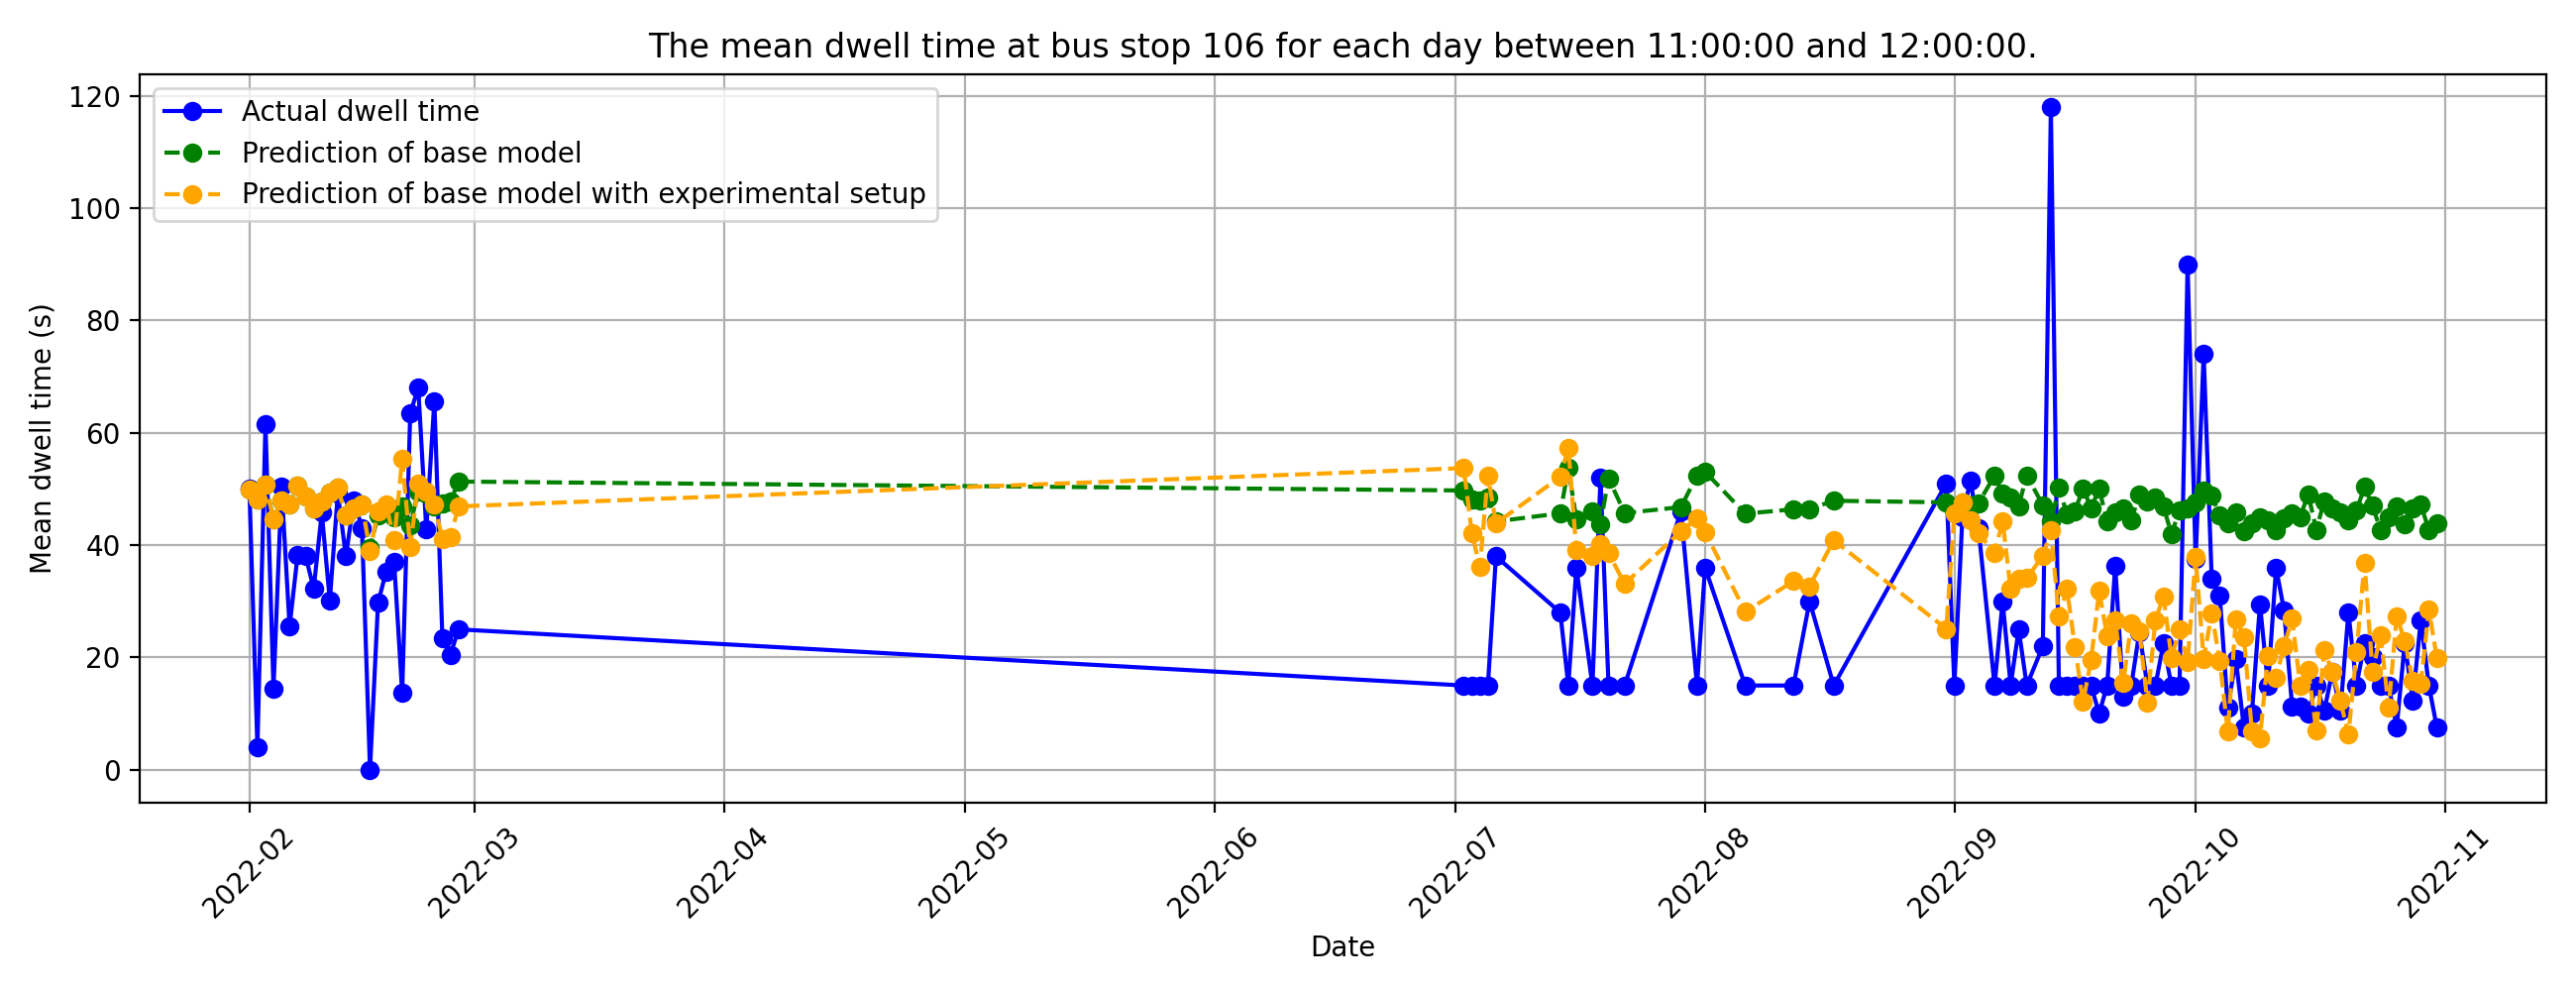 The mean dwell time at bus stop 106 for each day between 11:00:00 and 12:00:00.
120
100
80
60
40
20
0
Mean dwell time (s)
Actual dwell time
Prediction of base model
Prediction of base model with experimental setup
2022-02
2022-03
2022-04
2022-05
2022-06
2022-07
2022-08
2022-09
2022-10
2022-11
Date